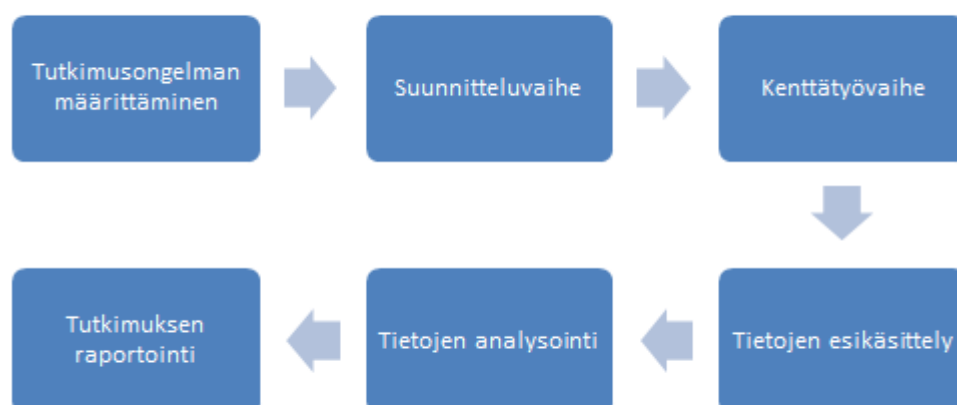 Tutkimusongelman
määrittäminen
Suunnitteluvaihe
Kenttätyövaihe
Tietojen esikäsittely
Tietojen analysointi
Tutkimuksen
raportointi